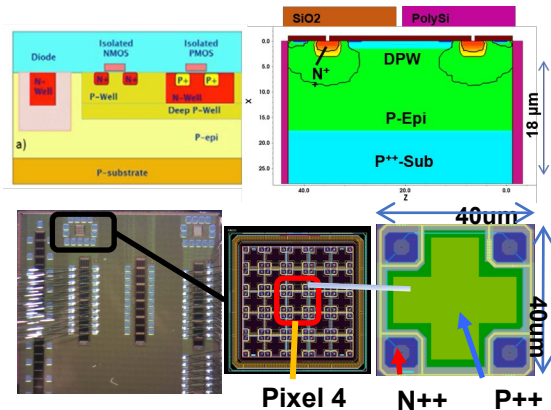 SiO2
PolySi
Isolated
NMOS
Isolated
PMOS
Diode
N+
N+
P+
P+
N-
Well
P-Well
N-Well
Deep P-Well
P-epi
a)
P-substrate
0.0
5.0
10.0
15.0
20.0
25.0
X
DPW
N+
+
P-Epi
P++-Sub
18 µm
40.0
20.0
0.0
Z
40um
40um
Pixel 4
N++
P++